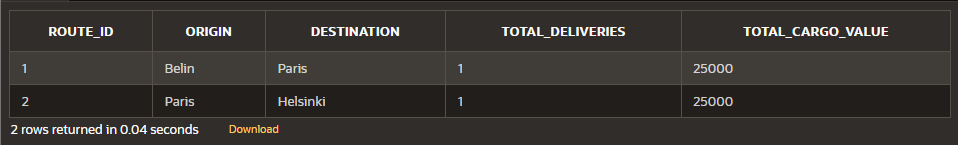 ROUTE_ID ORIGIN DESTINATION TOTAL_DELIVERIES TOTAL_CARGO_VALUE
1 Belin Paris 1 25000
2 Paris Helsinki 1 25000
2 rows returned in 0.04 seconds Download